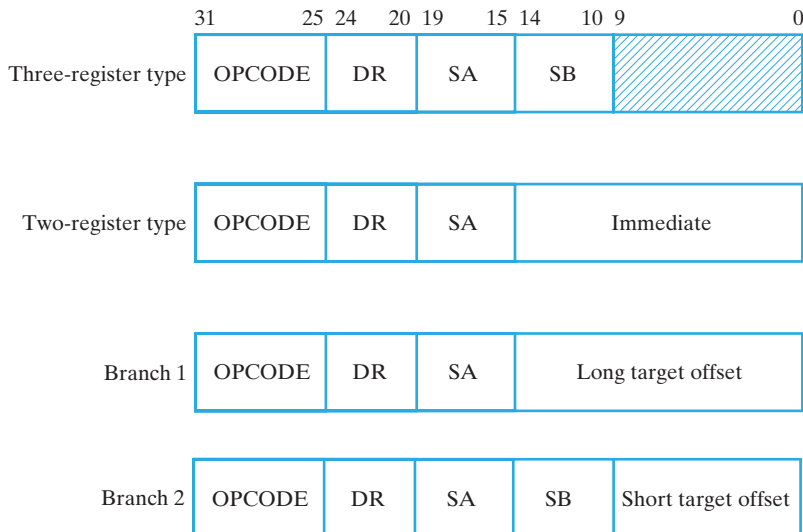 31 25 24 20 19 15 14 10 9 0
Three-register type OPCODE DR SA SB
Two-register type OPCODE DR SA Immediate
Branch 1 OPCODE DR SA Long target offset
Branch 2 OPCODE DR SA SB Short target offset